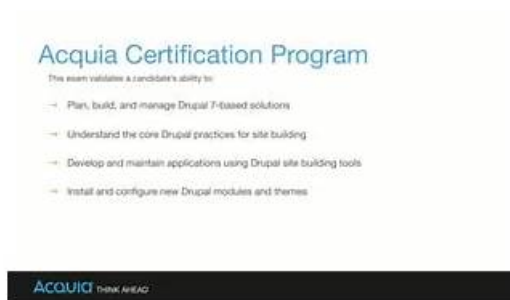 Acquia Certification Program
This exam validates a candidate's ability to:
→ Plan, build, and manage Drupal 7-based solutions
→ Understand the core Drupal practices for site building
→ Develop and maintain applications using Drupal site building tools
→ Install and configure new Drupal modules and themes
ACQUIA THINK AHEAD